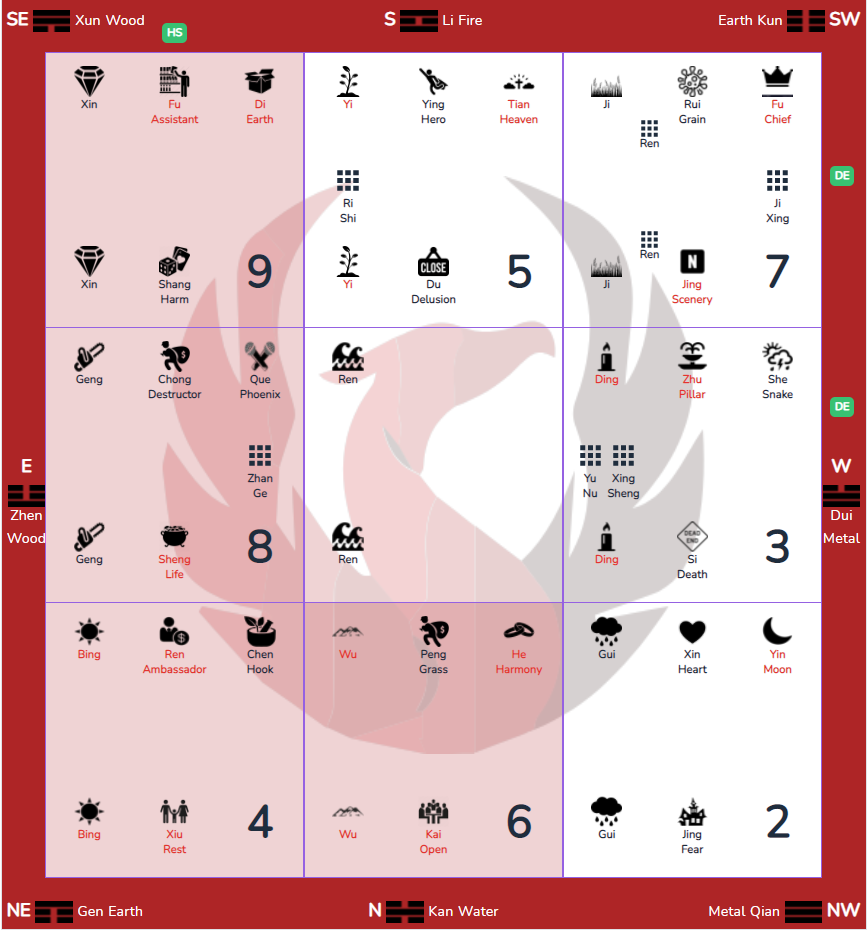 SE Xun Wood
HS
S Li Fire
Earth Kun SW
Xin
Fu
Assistant
Di
Earth
Yi
Ying
Hero
Tian
Heaven
Ji
Rui
Grain
Fu
Chief
Ren
DE
Ri
Shi
Ji
Xing
Xin
Shang
Harm
9
Yi
CLOSE
Du
Delusion
5
Ren
Ji
N
Jing
Scenery
7
Geng
Chong
Destructor
Que
Phoenix
Ren
Ding
Zhu
Pillar
She
Snake
DE
E
Zhen
Wood
Zhan
Ge
Yu
Nu
Xing
Sheng
W
Dui
Metal
Geng
Sheng
Life
8
Ren
Ding
DEAD
END
Si
Death
3
Bing
Ren
Ambassador
Chen
Hook
Wu
Peng
Grass
He
Harmony
Gui
Xin
Heart
Yin
Moon
Bing
Xiu
Rest
4
Wu
Kai
Open
6
Gui
Jing
Fear
2
NE Gen Earth
N Kan Water
Metal Qian NW